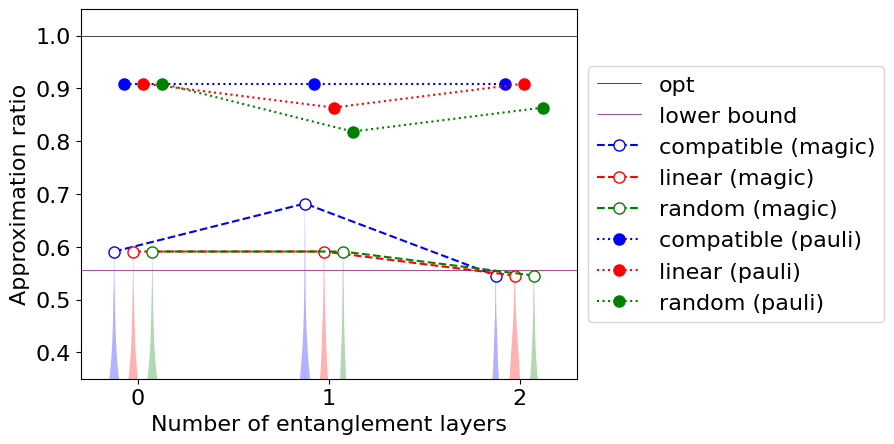 1.0
0.9
0.8
0.7
0.6
0.5
0.4
Approximation ratio
0
1
2
Number of entanglement layers
opt
lower bound
compatible (magic)
linear (magic)
random (magic)
compatible (pauli)
linear (pauli)
random (pauli)